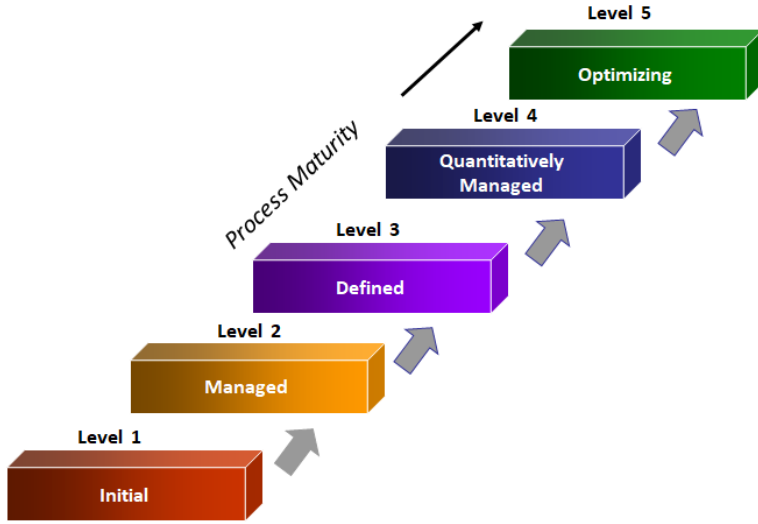 Level 5
Optimizing
Level 4
Quantitatively
Managed
Process Maturity
Level 3
Defined
Level 2
Managed
Level 1
Initial